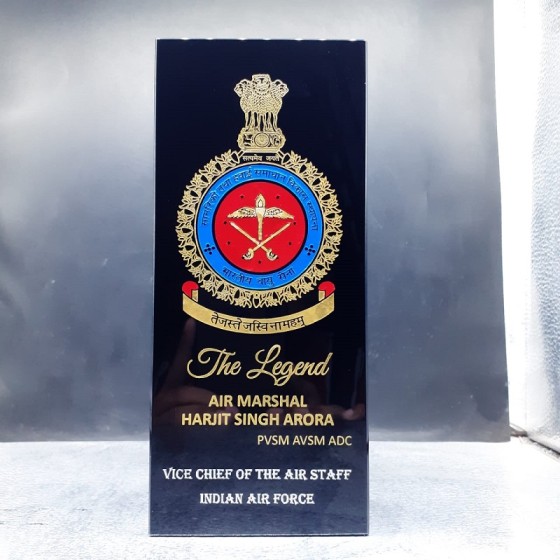 सत्यमेव जयते
भारतीय वायु सेना
तेजस्ते जस्वि नामहम्
The Legend
AIR MARSHAL
HARJIT SINGH ARORA
PVSM AVSM ADC
VICE CHIEF OF THE AIR STAFF
INDIAN AIR FORCE